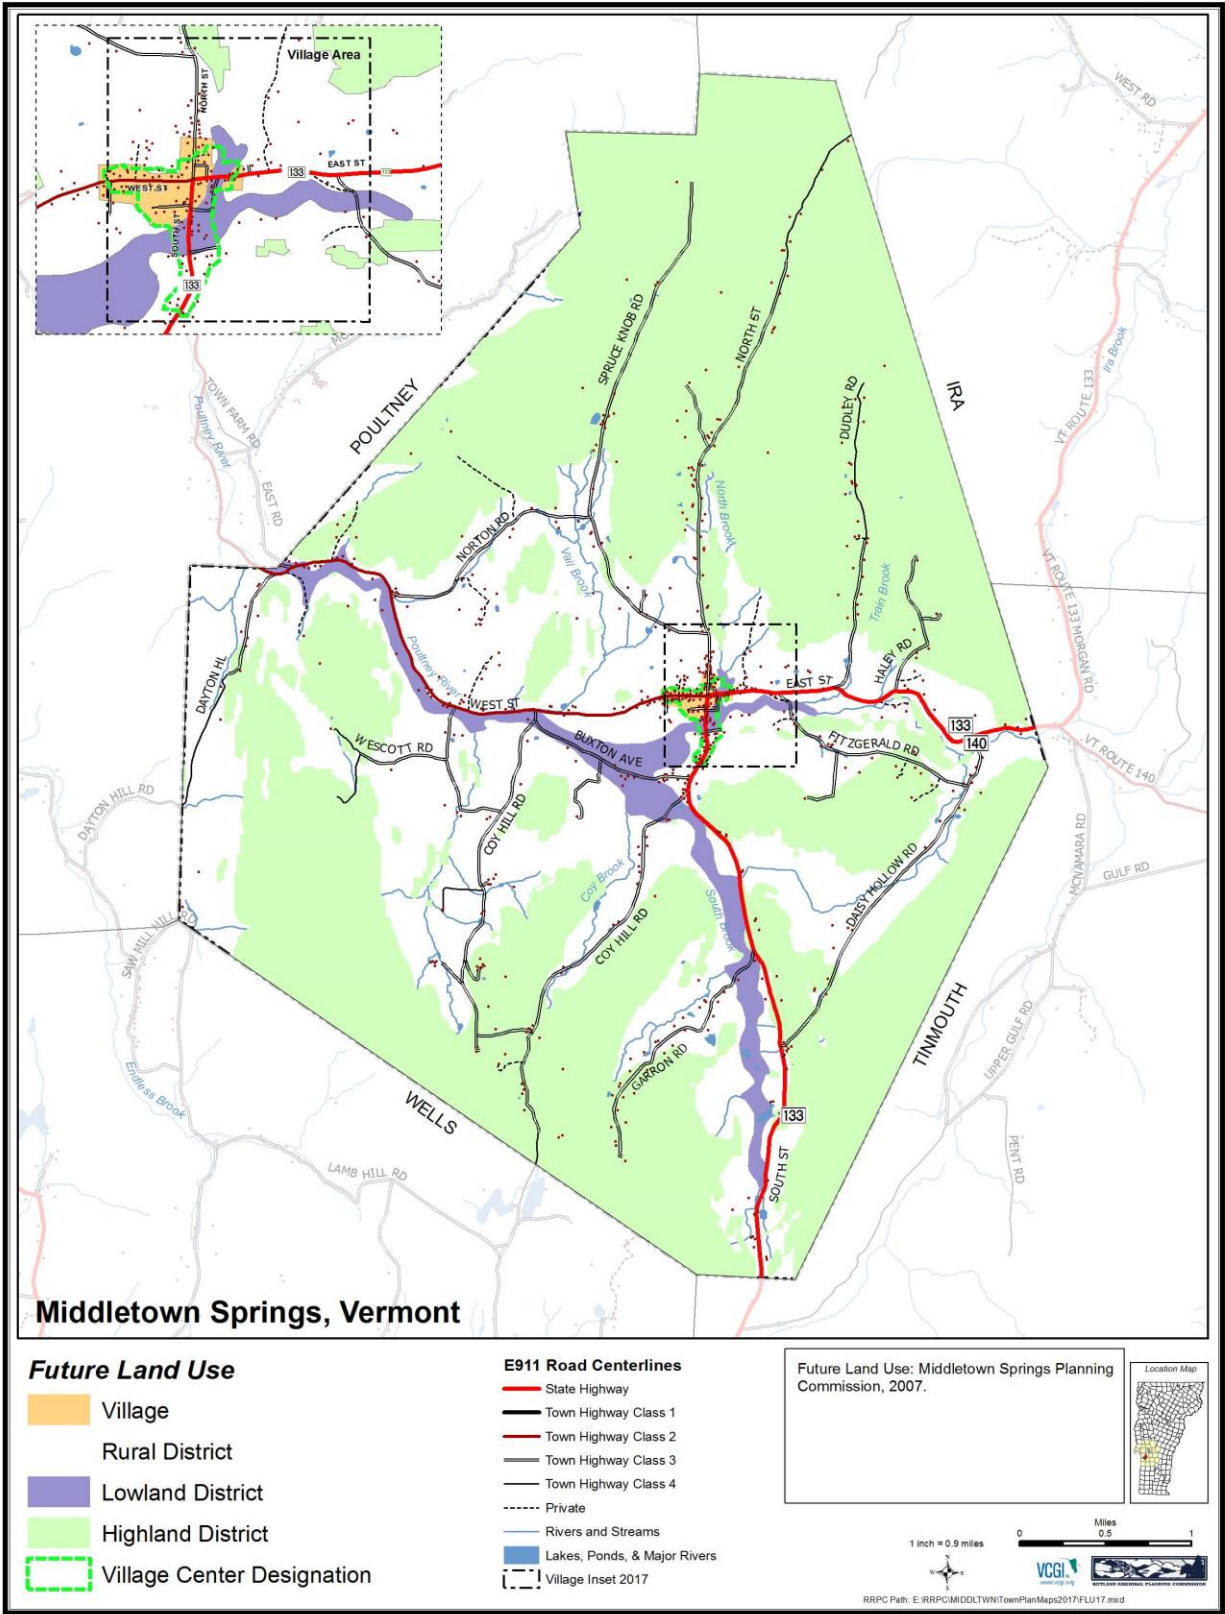 Village Area
NORTH ST
EAST ST
133
WEST ST
SOUTH ST
133
WEST RD
Ira Brook
VT ROUTE 133
IRA
POULTNEY
SPRUCE KNOB RD
NORTH ST
DUDLEY RD
TOWN FARM RD
Poultney River
EAST RD
NORTON RD
North Brook
Vail Brook
Train Brook
VT ROUTE 133
MORGAN RD
HALEY RD
DAYTON HL
Poultney River
WEST ST
EAST ST
133
140
VT ROUTE 140
WESCOTT RD
BUXTON AVE
FITZGERALD RD
DAYTON HILL RD
COY HILL RD
MCNAMARA RD
GULF RD
Coy Brook
DAISY HOLLOW RD
South Brook
SAW MILL HILL RD
COY HILL RD
TINMOUTH
UPPER GULF RD
GARRON RD
Endless Brook
WELLS
133
PENT RD
LAMB HILL RD
SOUTH ST
Middletown Springs, Vermont
Future Land Use
Village
Rural District
Lowland District
Highland District
Village Center Designation
E911 Road Centerlines
State Highway
Town Highway Class 1
Town Highway Class 2
Town Highway Class 3
Town Highway Class 4
Private
Rivers and Streams
Lakes, Ponds, & Major Rivers
Village Inset 2017
Future Land Use: Middletown Springs Planning
Commission, 2007.
Location Map
Miles
0 0.5 1
1 inch = 0.9 miles
N
W E
S
VCGI
www.vcgi.org
RUTLAND REGIONAL PLANNING COMMISSION
RRPC Path: E:\RRPC\MIDDLTWN\TownPlanMaps2017\FLU17.mxd